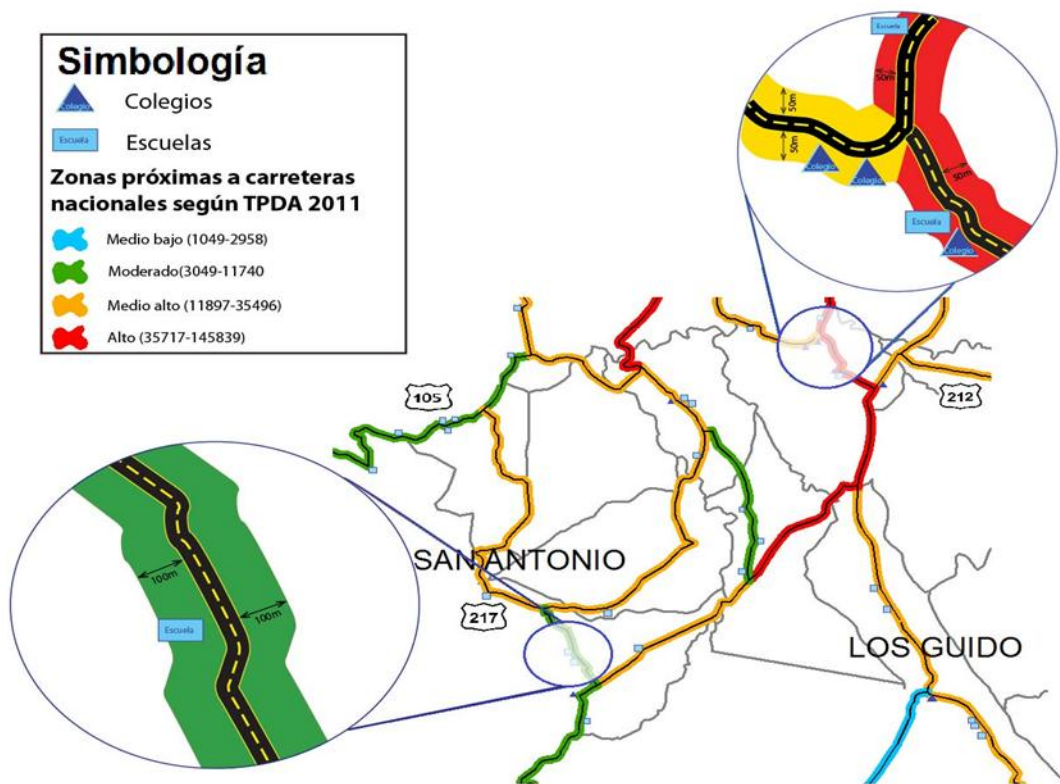 Simbología
Colegio
Colegios
Escuela
Escuelas
Zonas próximas a carreteras
nacionales según TPDA 2011
Medio bajo (1049-2958)
Moderado(3049-11740
Medio alto (11897-35496)
Alto (35717-145839)
Escuela
50m
50m
50m
Colegio
Colegio
50m
Escuela
Colegio
105
212
SAN ANTONIO
217
LOS GUIDO
100m
100m
Escuela